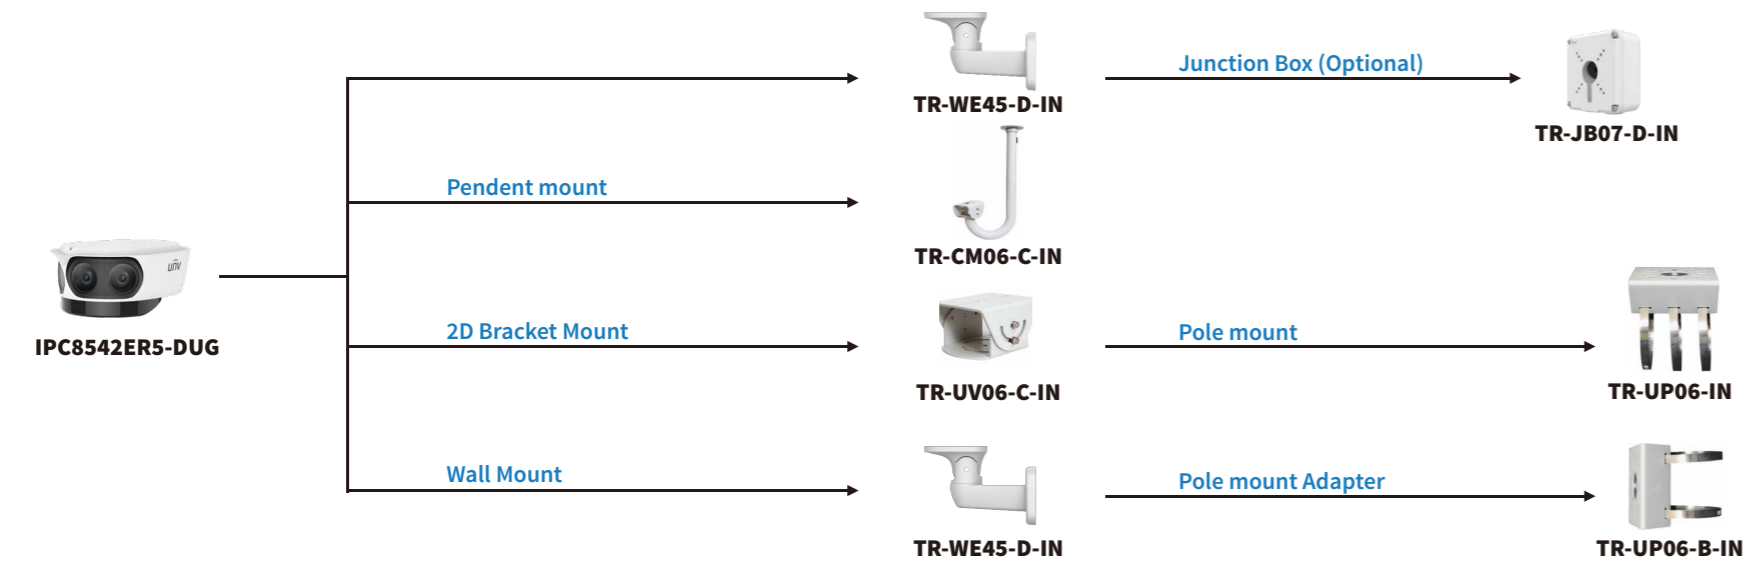 Junction Box (Optional)
TR-WE45-D-IN
TR-JB07-D-IN
Pendent mount
TR-CM06-C-IN
unv
IPC8542ER5-DUG
2D Bracket Mount
Pole mount
TR-UV06-C-IN
TR-UP06-IN
Wall Mount
Pole mount Adapter
TR-WE45-D-IN
TR-UP06-B-IN